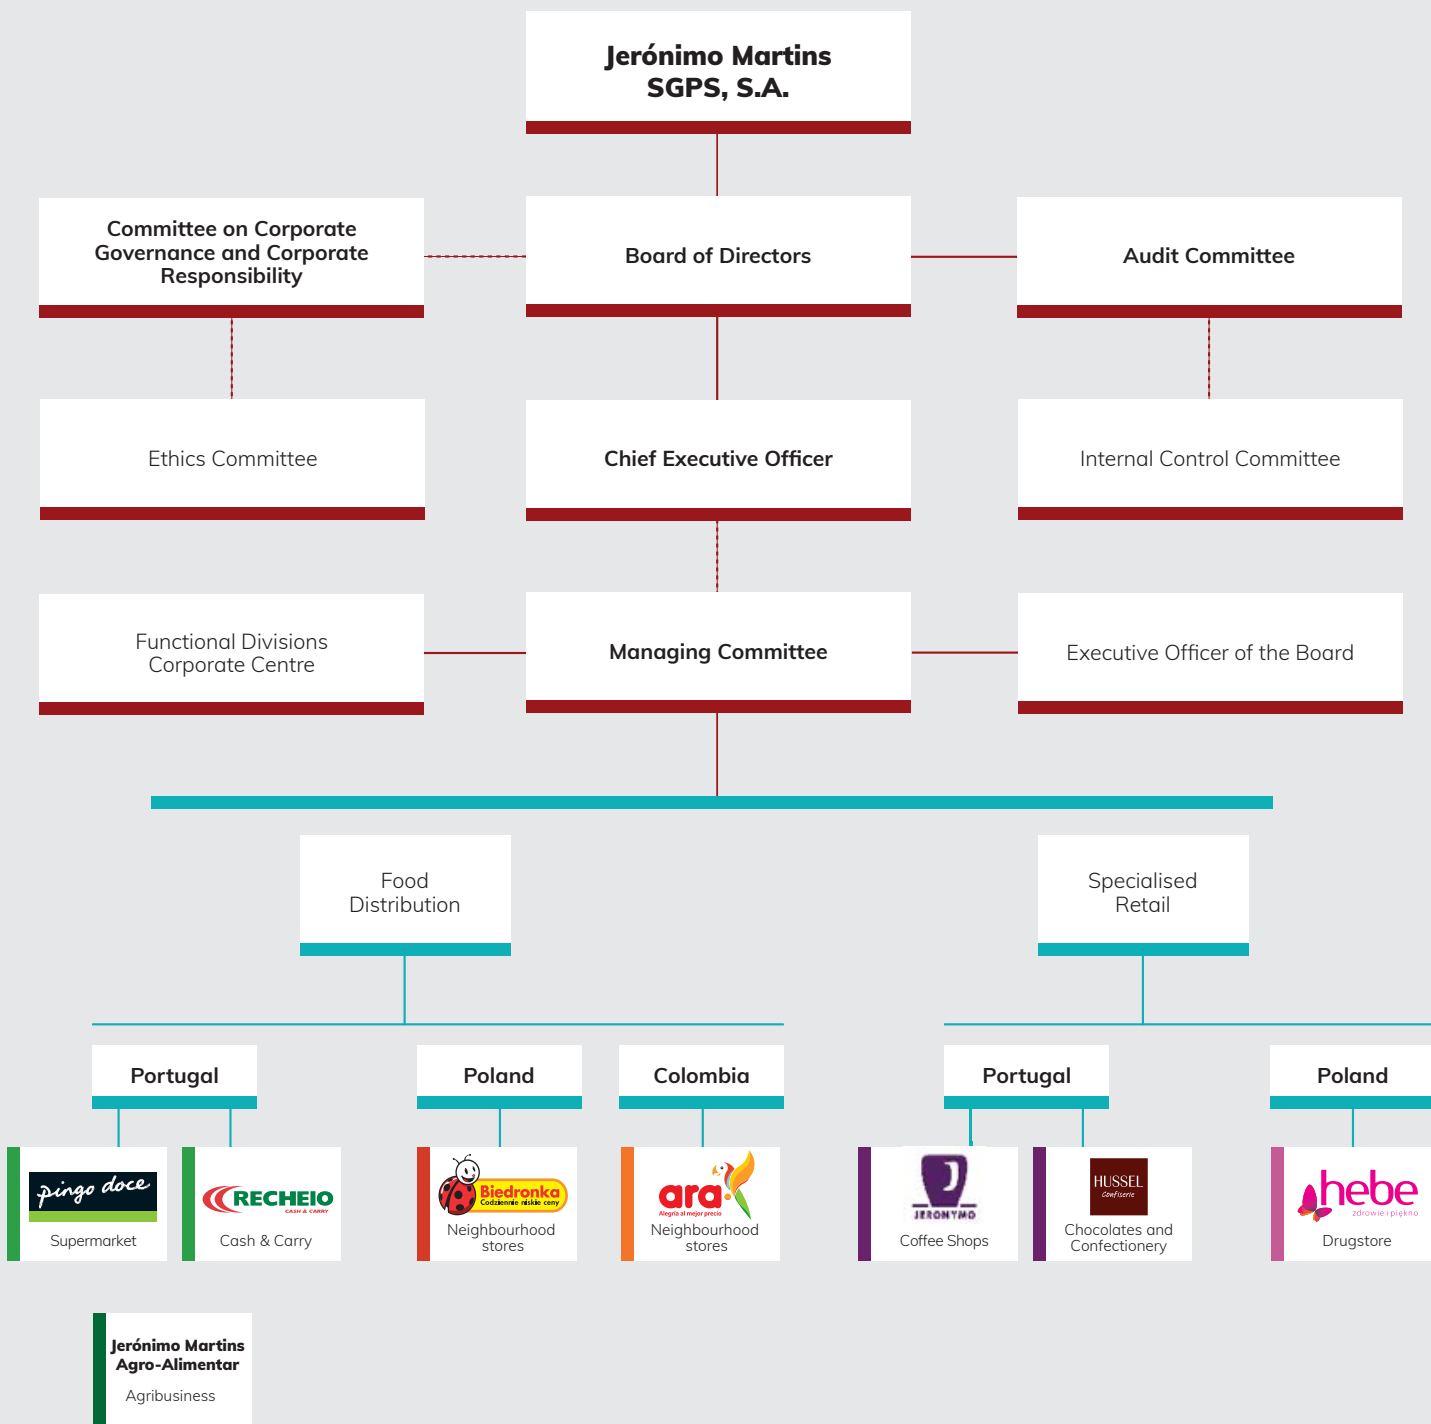 Jerónimo Martins
SGPS, S.A.
Committee on Corporate
Governance and Corporate
Responsibility
Board of Directors
Audit Committee
Ethics Committee
Chief Executive Officer
Internal Control Committee
Functional Divisions
Corporate Centre
Managing Committee
Executive Officer of the Board
Food
Distribution
Specialised
Retail
Portugal
Poland
Colombia
Portugal
Poland
pingo doce
Supermarket
RECHEIO
CASH & CARRY
Cash & Carry
Biedronka
Codziennie niskie ceny
Neighbourhood
stores
ara
Alegría al mejor precio
Neighbourhood
stores
JERONYMO
Coffee Shops
HUSSEL
Confiserie
Chocolates and
Confectionery
hebe
zdrowie i piękno
Drugstore
Jerónimo Martins
Agro-Alimentar
Agribusiness